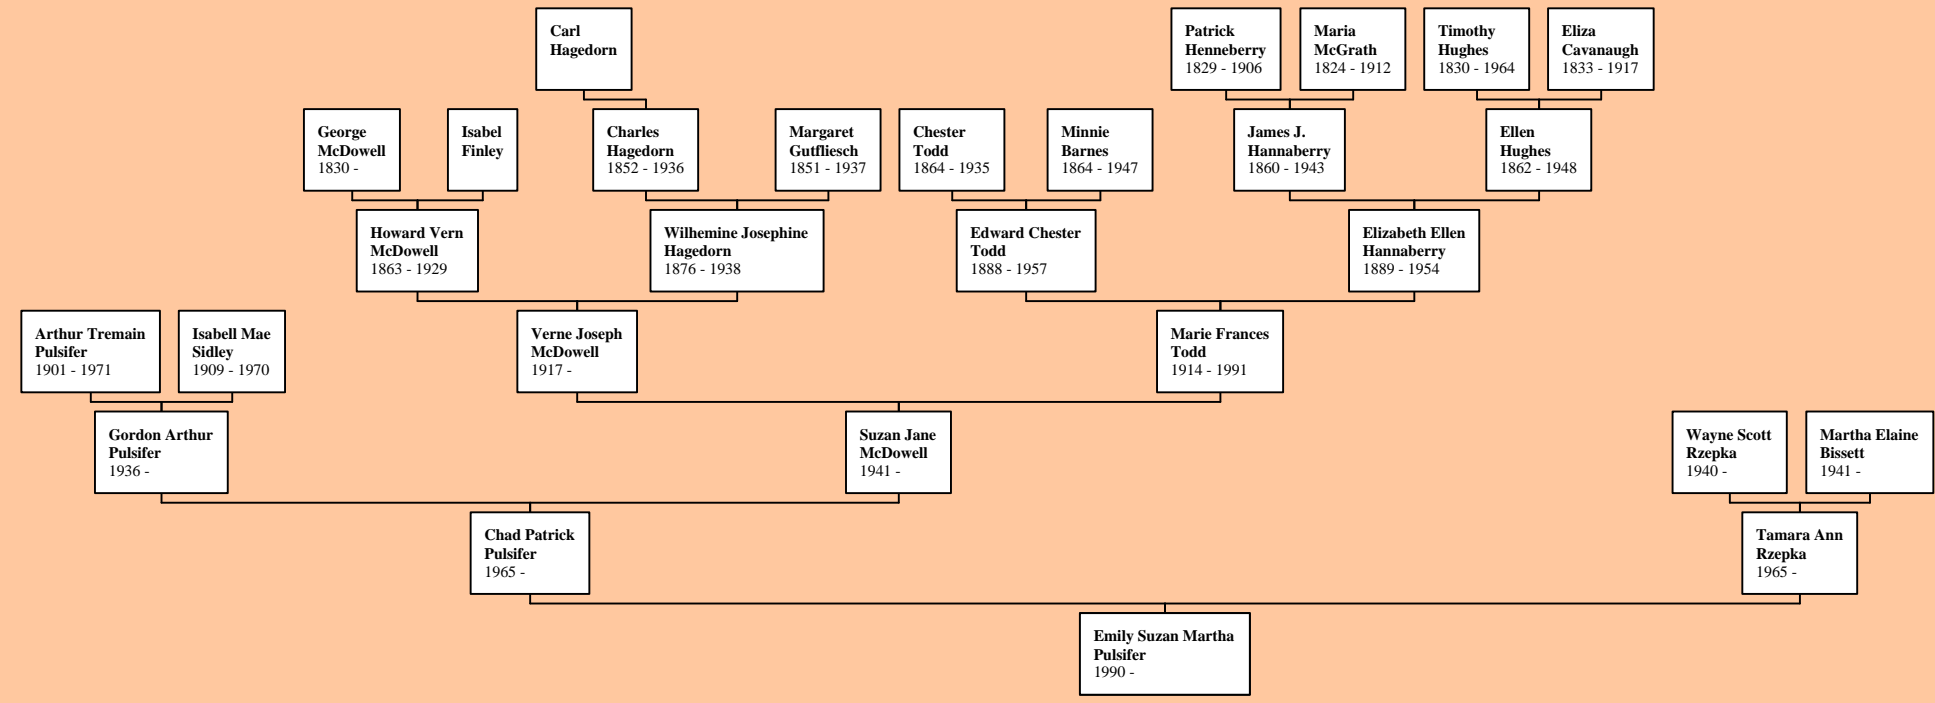 Carl
Hagedorn
Patrick
Henneberry
1829 - 1906
Maria
McGrath
1824 - 1912
Timothy
Hughes
1830 - 1964
Eliza
Cavanaugh
1833 - 1917
George
McDowell
1830 -
Isabel
Finley
Charles
Hagedorn
1852 - 1936
Margaret
Gutfliesch
1851 - 1937
Chester
Todd
1864 - 1935
Minnie
Barnes
1864 - 1947
James J.
Hannaberry
1860 - 1943
Ellen
Hughes
1862 - 1948
Howard Vern
McDowell
1863 - 1929
Wilhemine Josephine
Hagedorn
1876 - 1938
Edward Chester
Todd
1888 - 1957
Elizabeth Ellen
Hannaberry
1889 - 1954
Arthur Tremain
Pulsifer
1901 - 1971
Isabell Mae
Sidley
1909 - 1970
Verne Joseph
McDowell
1917 -
Marie Frances
Todd
1914 - 1991
Gordon Arthur
Pulsifer
1936 -
Suzan Jane
McDowell
1941 -
Wayne Scott
Rzepka
1940 -
Martha Elaine
Bissett
1941 -
Chad Patrick
Pulsifer
1965 -
Tamara Ann
Rzepka
1965 -
Emily Suzan Martha
Pulsifer
1990 -